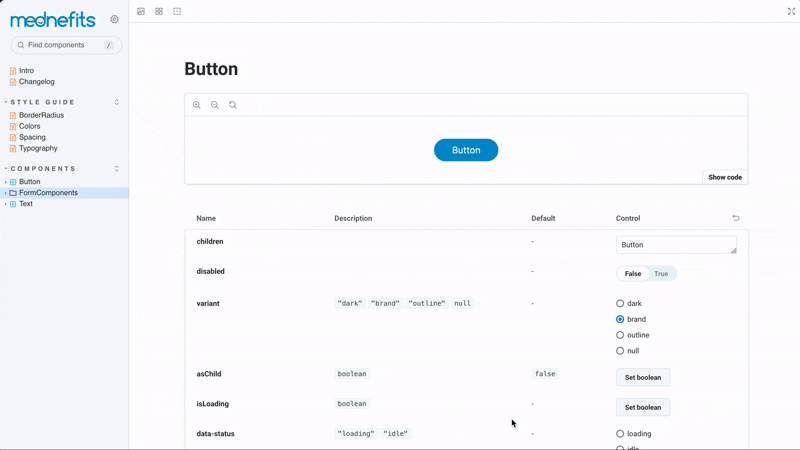 mednefits
Find components /
Intro
Changelog
STYLE GUIDE
BorderRadius
Colors
Spacing
Typography
COMPONENTS
Button
FormComponents
Text
Button
Button
Show code
Name Description Default Control
children - Button
disabled - False True
variant "dark" "brand" "outline" null - dark
brand
outline
null
asChild boolean false Set boolean
isLoading boolean - Set boolean
data-status "loading" "idle" - loading
idle